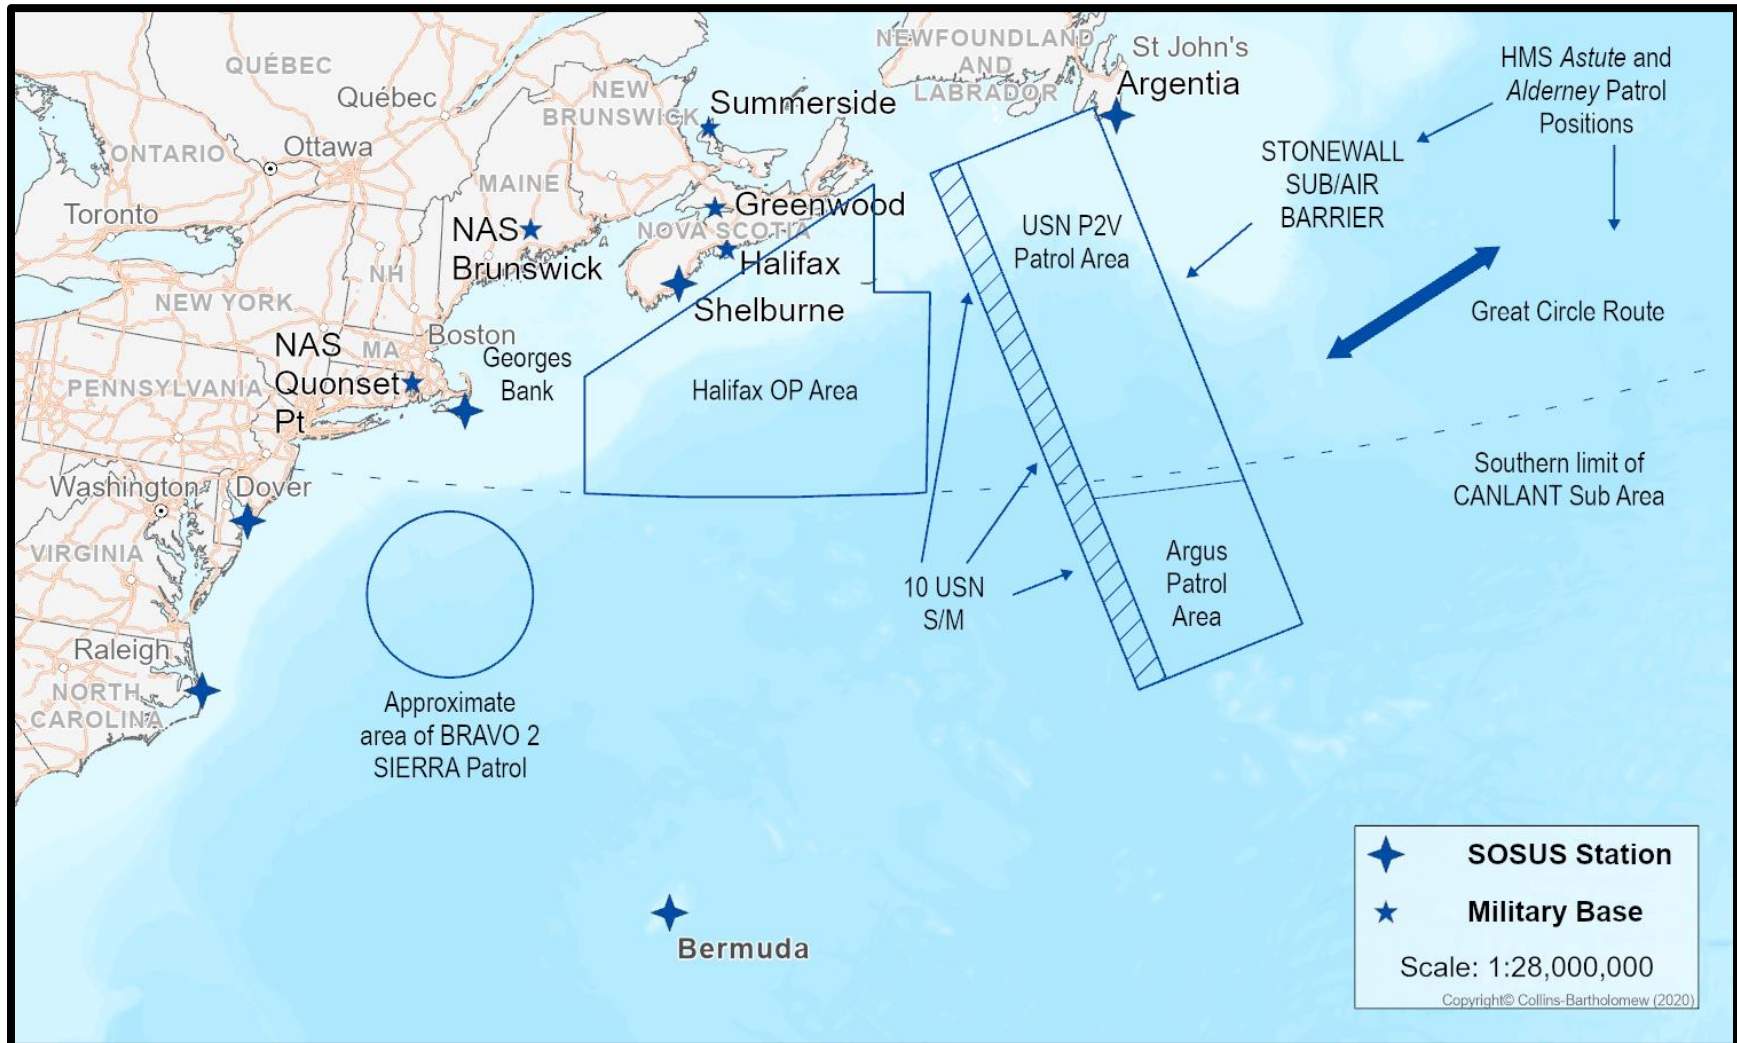 NEWFOUNDLAND
AND
LABRADOR
St John's
Argentia
HMS Astute and
Alderney Patrol
Positions
QUÉBEC
Québec
NEW
BRUNSWICK
Summerside
ONTARIO
Ottawa
STONEWALL
SUB/AIR
BARRIER
MAINE
Toronto
Greenwood
NOVA SCOTIA
NAS
Brunswick
Halifax
USN P2V
Patrol Area
NH
NEW YORK
Shelburne
Great Circle Route
Boston
NAS
Quonset
Pt
MA
Georges
Bank
PENNSYLVANIA
Halifax OP Area
Southern limit of
CANLANT Sub Area
Washington
Dover
VIRGINIA
Argus
Patrol
Area
10 USN
S/M
Raleigh
NORTH
CAROLINA
Approximate
area of BRAVO 2
SIERRA Patrol
Bermuda
SOSUS Station
Military Base
Scale: 1:28,000,000
Copyright© Collins-Bartholomew (2020)